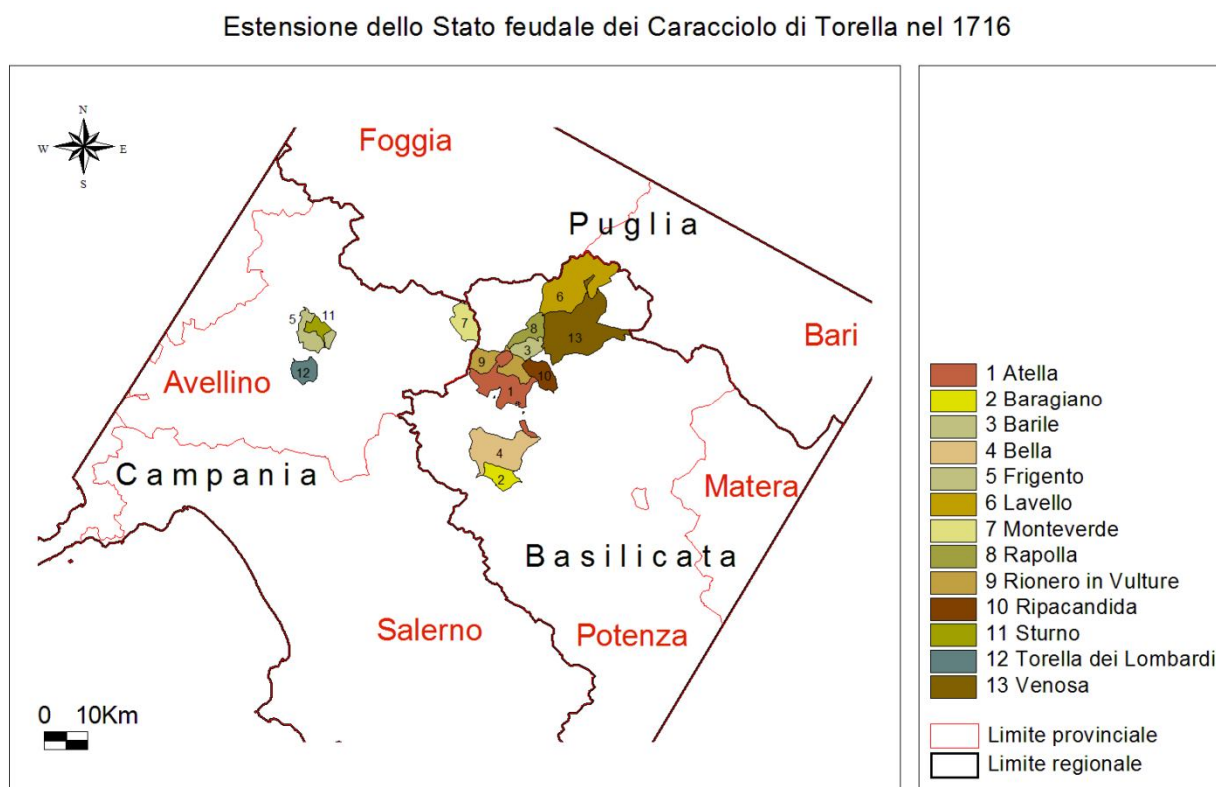 Estensione dello Stato feudale dei Caracciolo di Torella nel 1716
N
W E
S
Foggia
Puglia
Bari
6
7
8
13
3
9
10
1
5
11
12
Avellino
4
2
Campania
Matera
Basilicata
Salerno
Potenza
0 10Km
1 Atella
2 Baragiano
3 Barile
4 Bella
5 Frigento
6 Lavello
7 Monteverde
8 Rapolla
9 Rionero in Vulture
10 Ripacandida
11 Sturno
12 Torella dei Lombardi
13 Venosa
Limite provinciale
Limite regionale